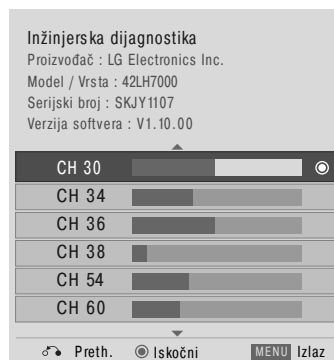 Inžinjerska dijagnostika
Proizvođač : LG Electronics Inc.
Model / Vrsta : 42LH7000
Serijski broj : SKJY1107
Verzija softvera : V1.10.00
CH 30
CH 34
CH 36
CH 38
CH 54
CH 60
Preth. Iskočni MENU Izlaz